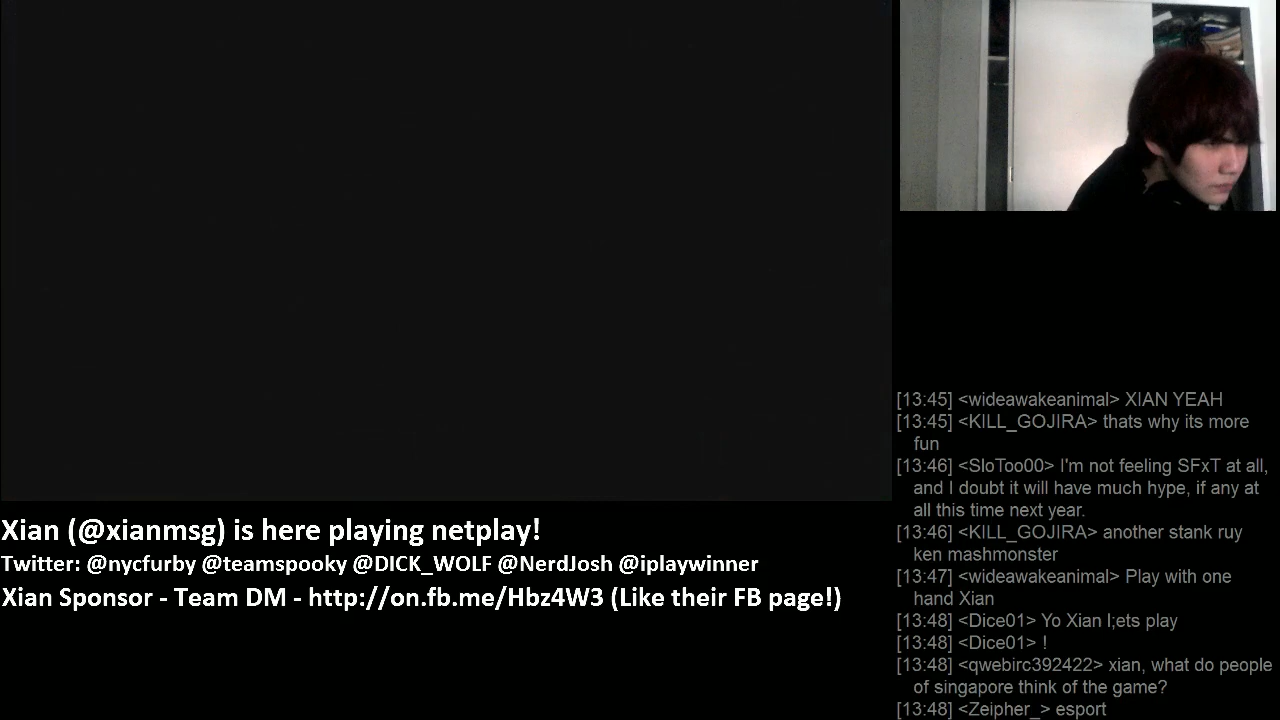 Xian (@xianmsg) is here playing netplay!
Twitter: @nycfurby @teamspooky @DICK_WOLF @NerdJosh @iplaywinner
Xian Sponsor - Team DM - http://on.fb.me/Hbz4W3 (Like their FB page!)
[13:45] <wideawakeanimal> XIAN YEAH
[13:45] <KILL_GOJIRA> thats why its more
fun
[13:46] <SloToo00> I'm not feeling SFxT at all,
and I doubt it will have much hype, if any at
all this time next year.
[13:46] <KILL_GOJIRA> another stank ruy
ken mashmonster
[13:47] <wideawakeanimal> Play with one
hand Xian
[13:48] <Dice01> Yo Xian l;ets play
[13:48] <Dice01> !
[13:48] <qwebirc392422> xian, what do people
of singapore think of the game?
[13:48] <Zeipher_> esport